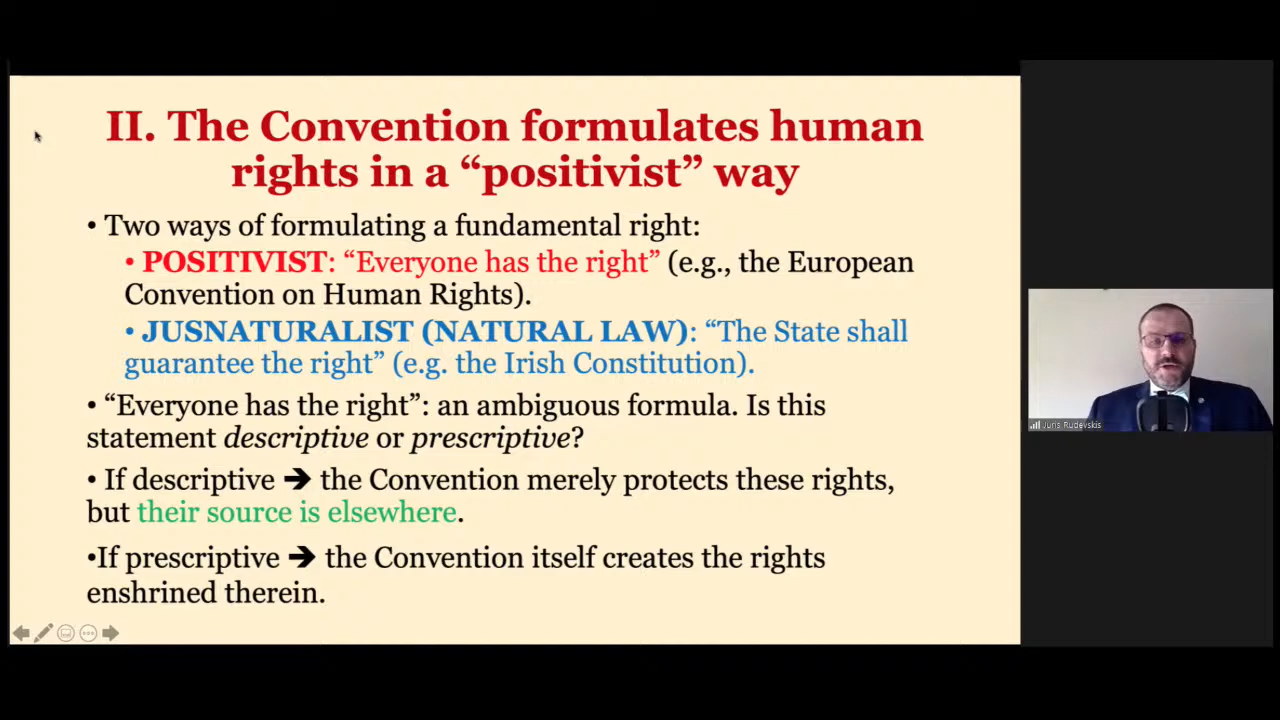 II. The Convention formulates human
rights in a “positivist” way
• Two ways of formulating a fundamental right:
• POSITIVIST: “Everyone has the right” (e.g., the European
Convention on Human Rights).
• JUSNATURALIST (NATURAL LAW): “The State shall
guarantee the right” (e.g. the Irish Constitution).
• “Everyone has the right”: an ambiguous formula. Is this
statement descriptive or prescriptive?
• If descriptive ➔ the Convention merely protects these rights,
but their source is elsewhere.
•If prescriptive ➔ the Convention itself creates the rights
enshrined therein.
Juris Rudevskis